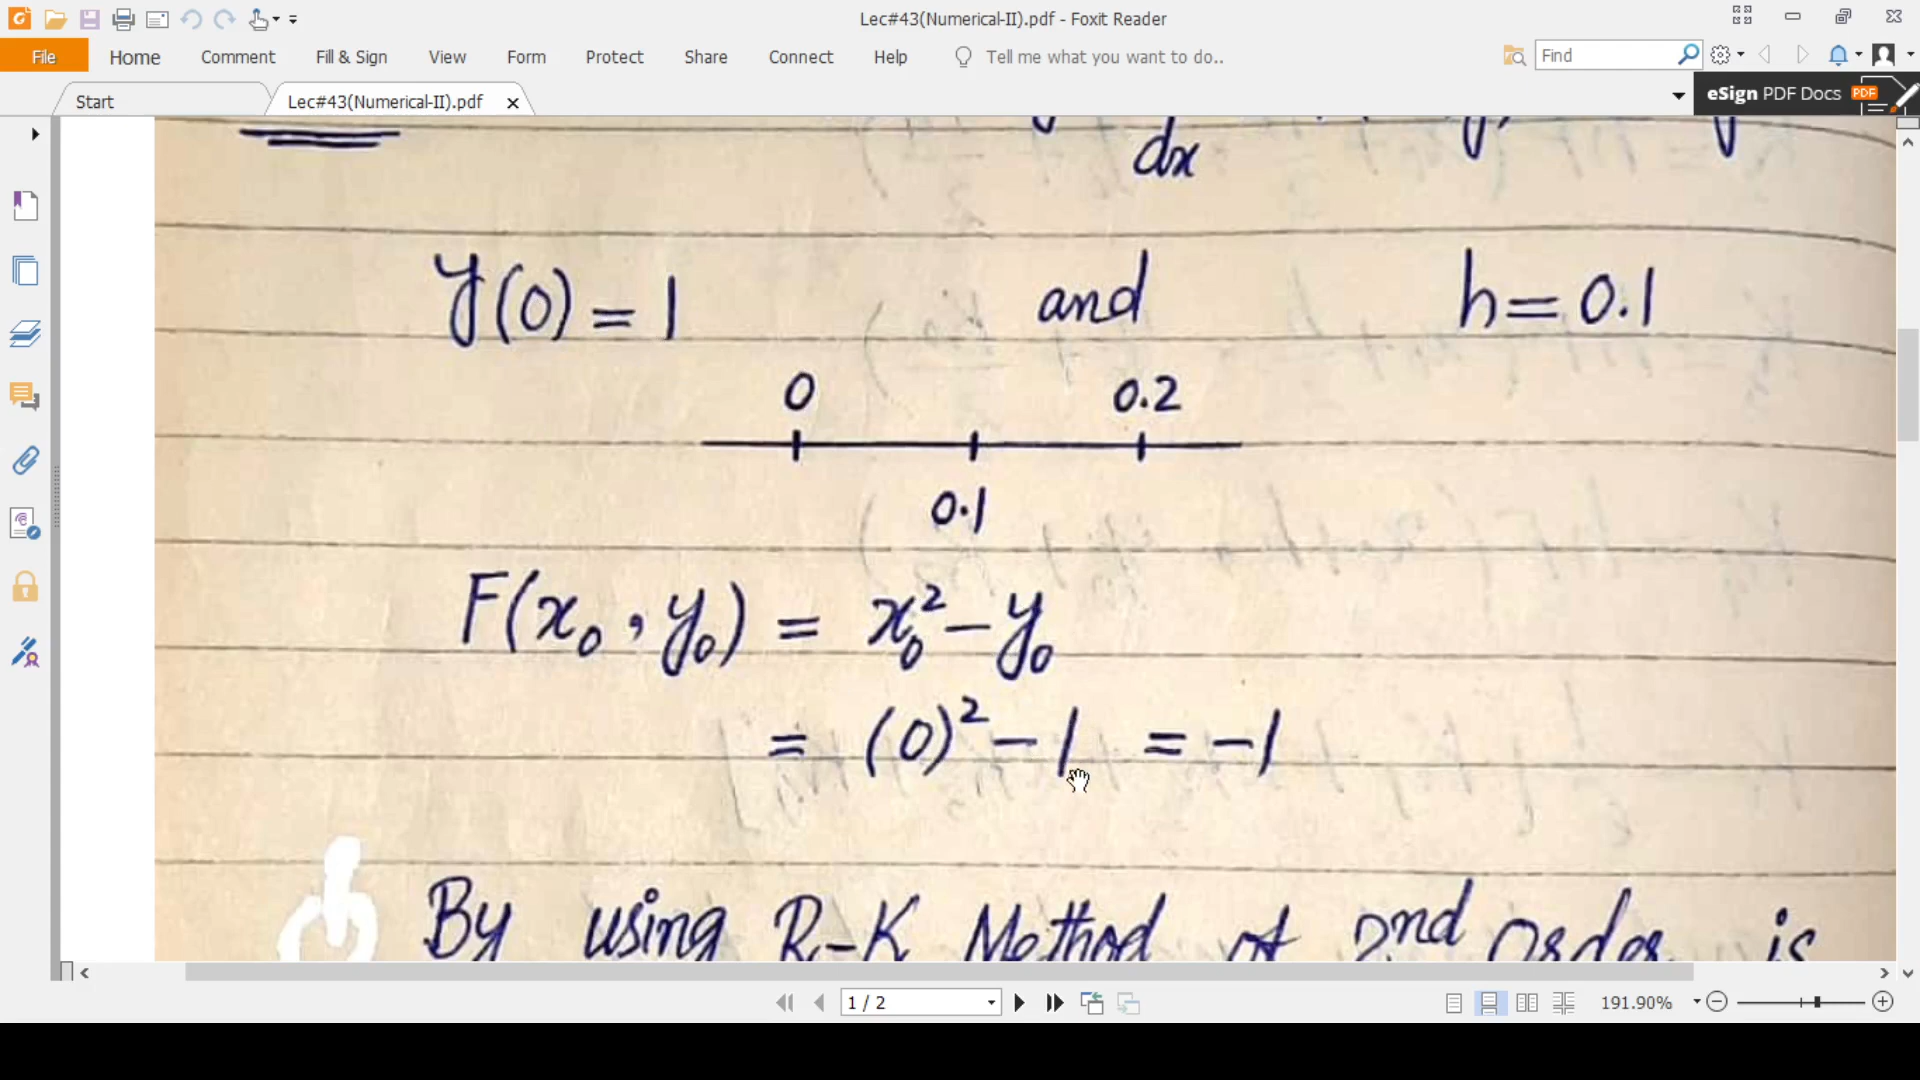 Lec#43(Numerical-II).pdf - Foxit Reader
File Home Comment Fill & Sign View Form Protect Share Connect Help Tell me what you want to do.. Find
Start Lec#43(Numerical-II).pdf eSign PDF Docs PDF
dx
y(0) = 1 and h = 0.1
0 0.2
0.1
F(x₀, y₀) = x₀² - y₀
= (0)² - 1 = -1
By using R-K Method of 2nd Order is
1 / 2 191.90%